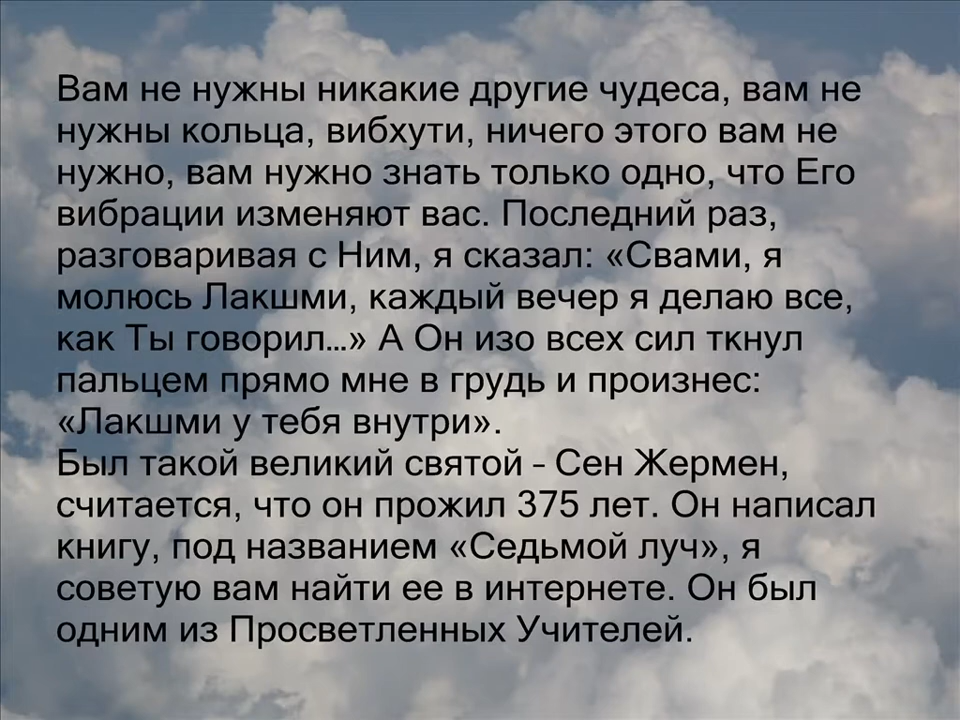 Вам не нужны никакие другие чудеса, вам не
нужны кольца, вибхути, ничего этого вам не
нужно, вам нужно знать только одно, что Его
вибрации изменяют вас. Последний раз,
разговаривая с Ним, я сказал: «Свами, я
молюсь Лакшми, каждый вечер я делаю все,
как Ты говорил…» А Он изо всех сил ткнул
пальцем прямо мне в грудь и произнес:
«Лакшми у тебя внутри».
Был такой великий святой – Сен Жермен,
считается, что он прожил 375 лет. Он написал
книгу, под названием «Седьмой луч», я
советую вам найти ее в интернете. Он был
одним из Просветленных Учителей.